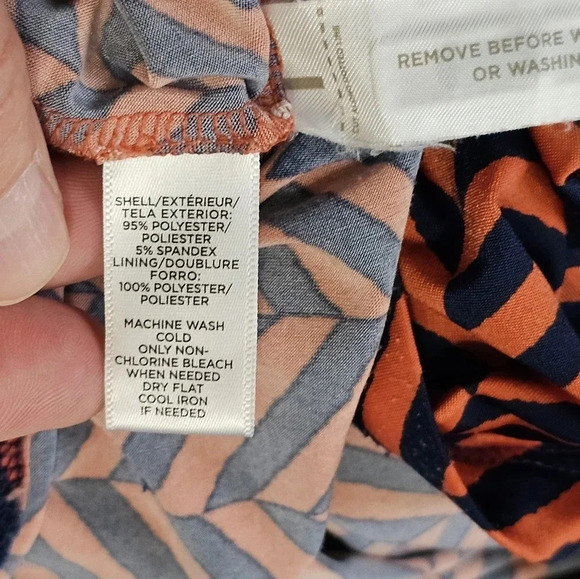 REMOVE BEFORE W
OR WASHIN
SHELL/EXTÉRIEUR/
TELA EXTERIOR:
95% POLYESTER/
POLIESTER
5% SPANDEX
LINING/DOUBLURE
FORRO:
100% POLYESTER/
POLIESTER
MACHINE WASH
COLD
ONLY NON-
CHLORINE BLEACH
WHEN NEEDED
DRY FLAT
COOL IRON
IF NEEDED